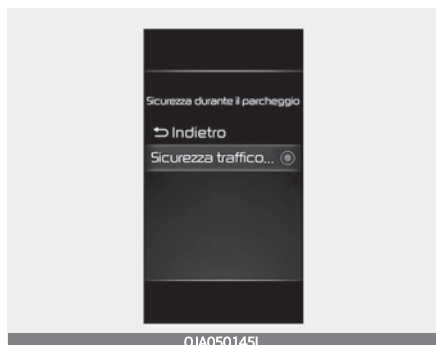 Sicurezza durante il parcheggio
⮌ Indietro
Sicurezza traffico...
OJA050145L